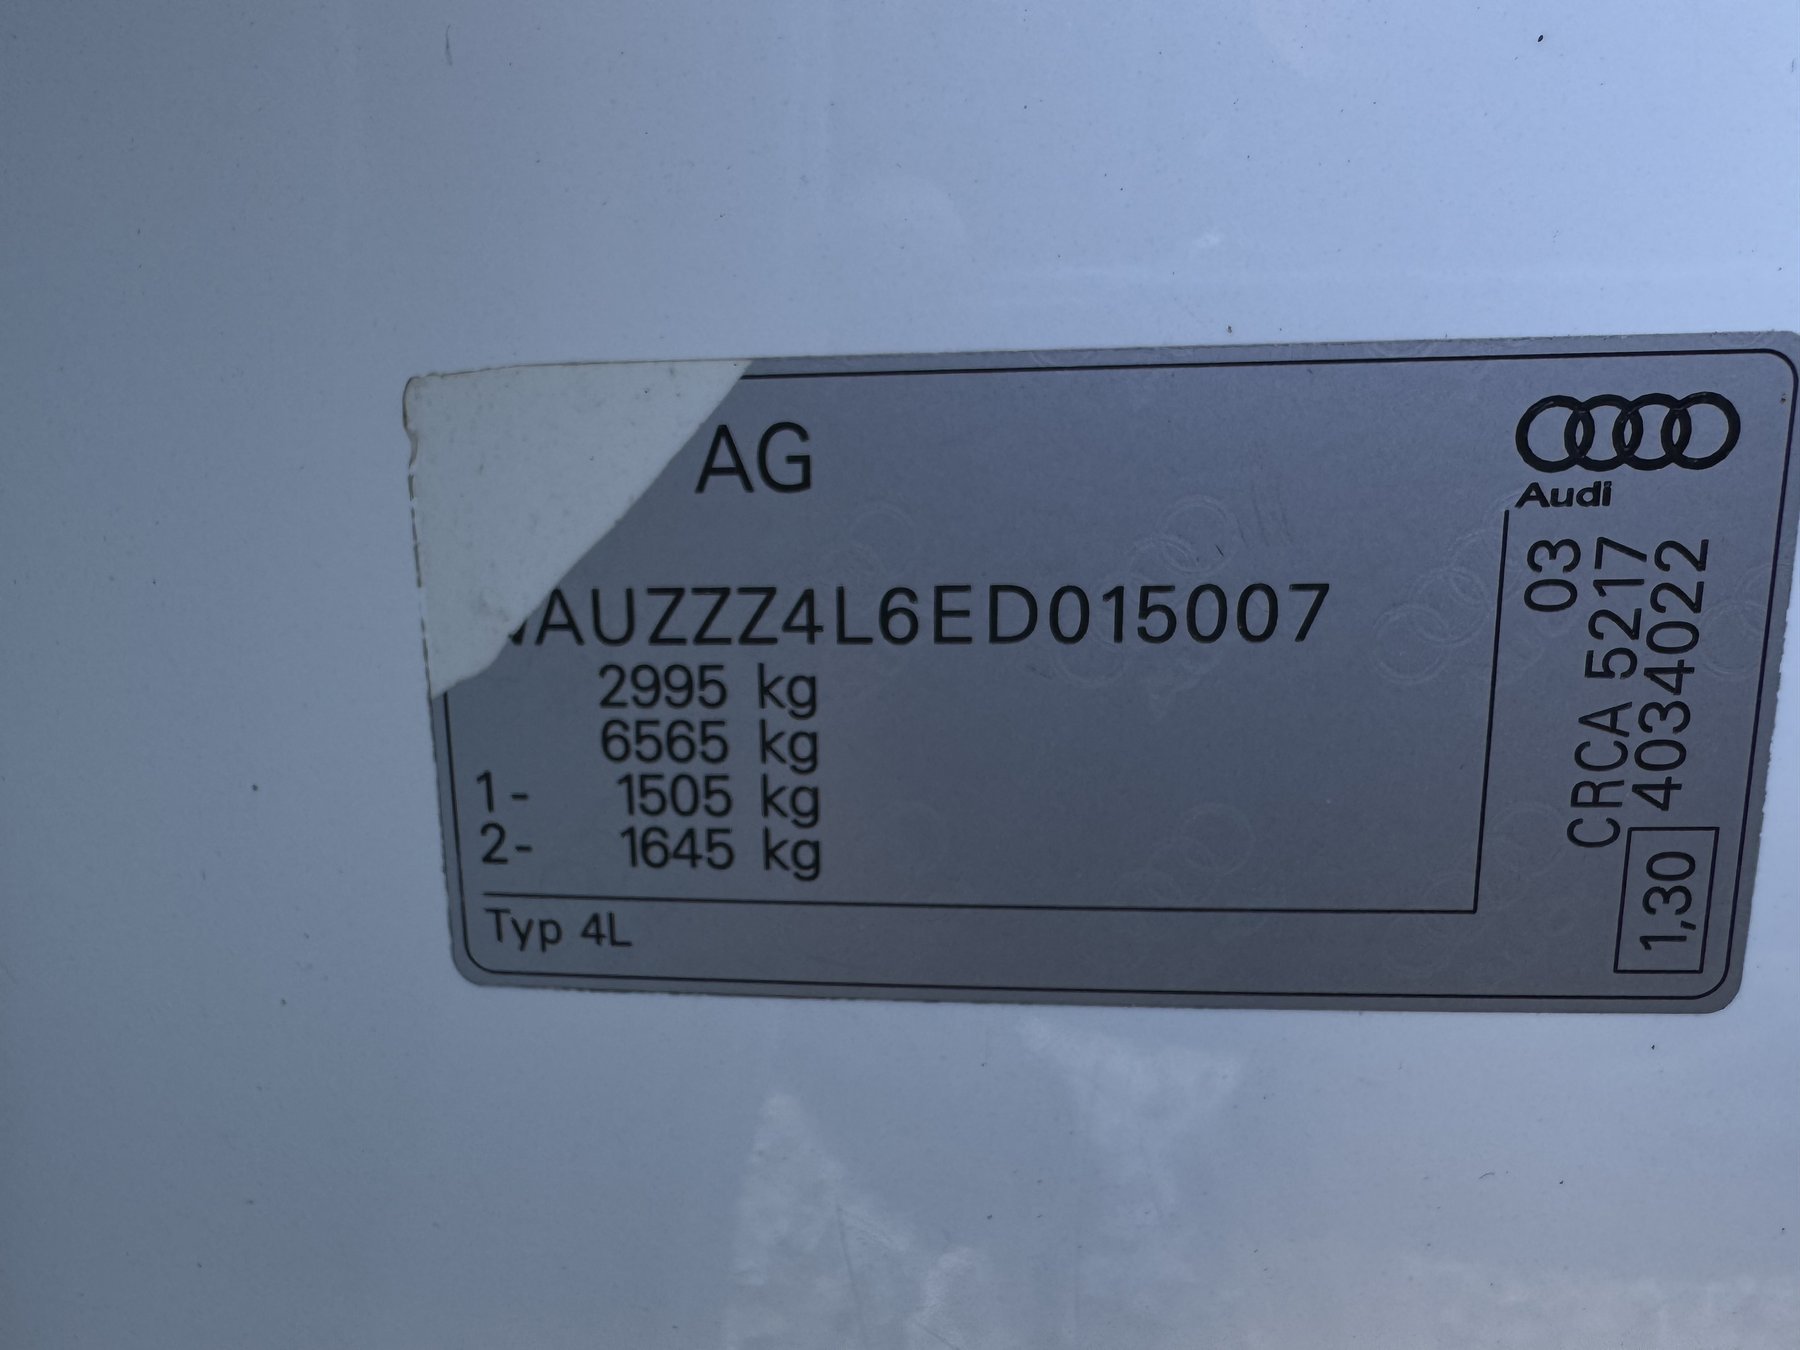 AG
Audi
WAUZZZ4L6ED015007
2995 kg
6565 kg
1- 1505 kg
2- 1645 kg
Typ 4L
03
CRCA 5217
4034022
1,30